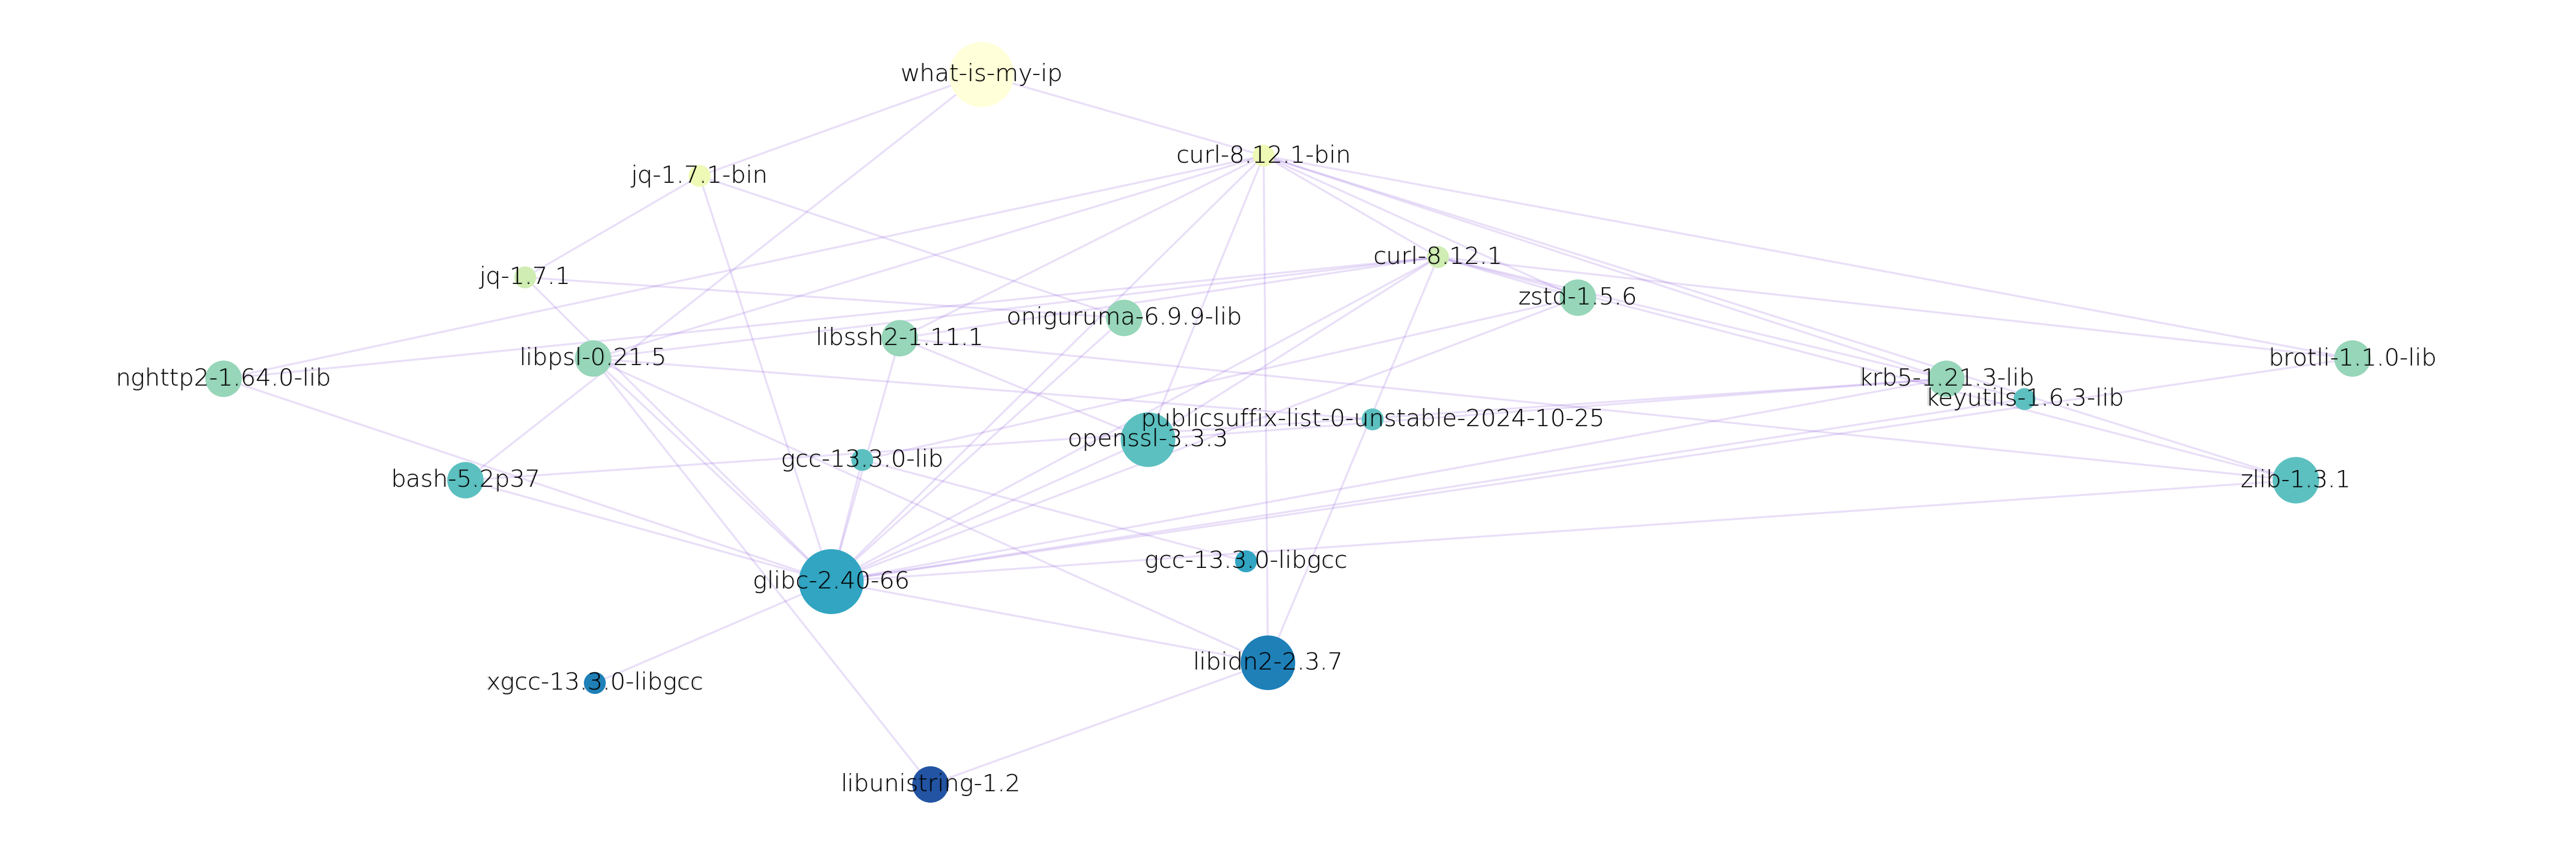 what-is-my-ip
curl-8.12.1-bin
jq-1.7.1-bin
curl-8.12.1
jq-1.7.1
zstd-1.5.6
oniguruma-6.9.9-lib
libssh2-1.11.1
libpsl-0.21.5
brotli-1.1.0-lib
nghttp2-1.64.0-lib
krb5-1.21.3-lib
keyutils-1.6.3-lib
publicsuffix-list-0-unstable-2024-10-25
openssl-3.3.3
gcc-13.3.0-lib
bash-5.2p37
zlib-1.3.1
gcc-13.3.0-libgcc
glibc-2.40-66
libidn2-2.3.7
xgcc-13.3.0-libgcc
libunistring-1.2